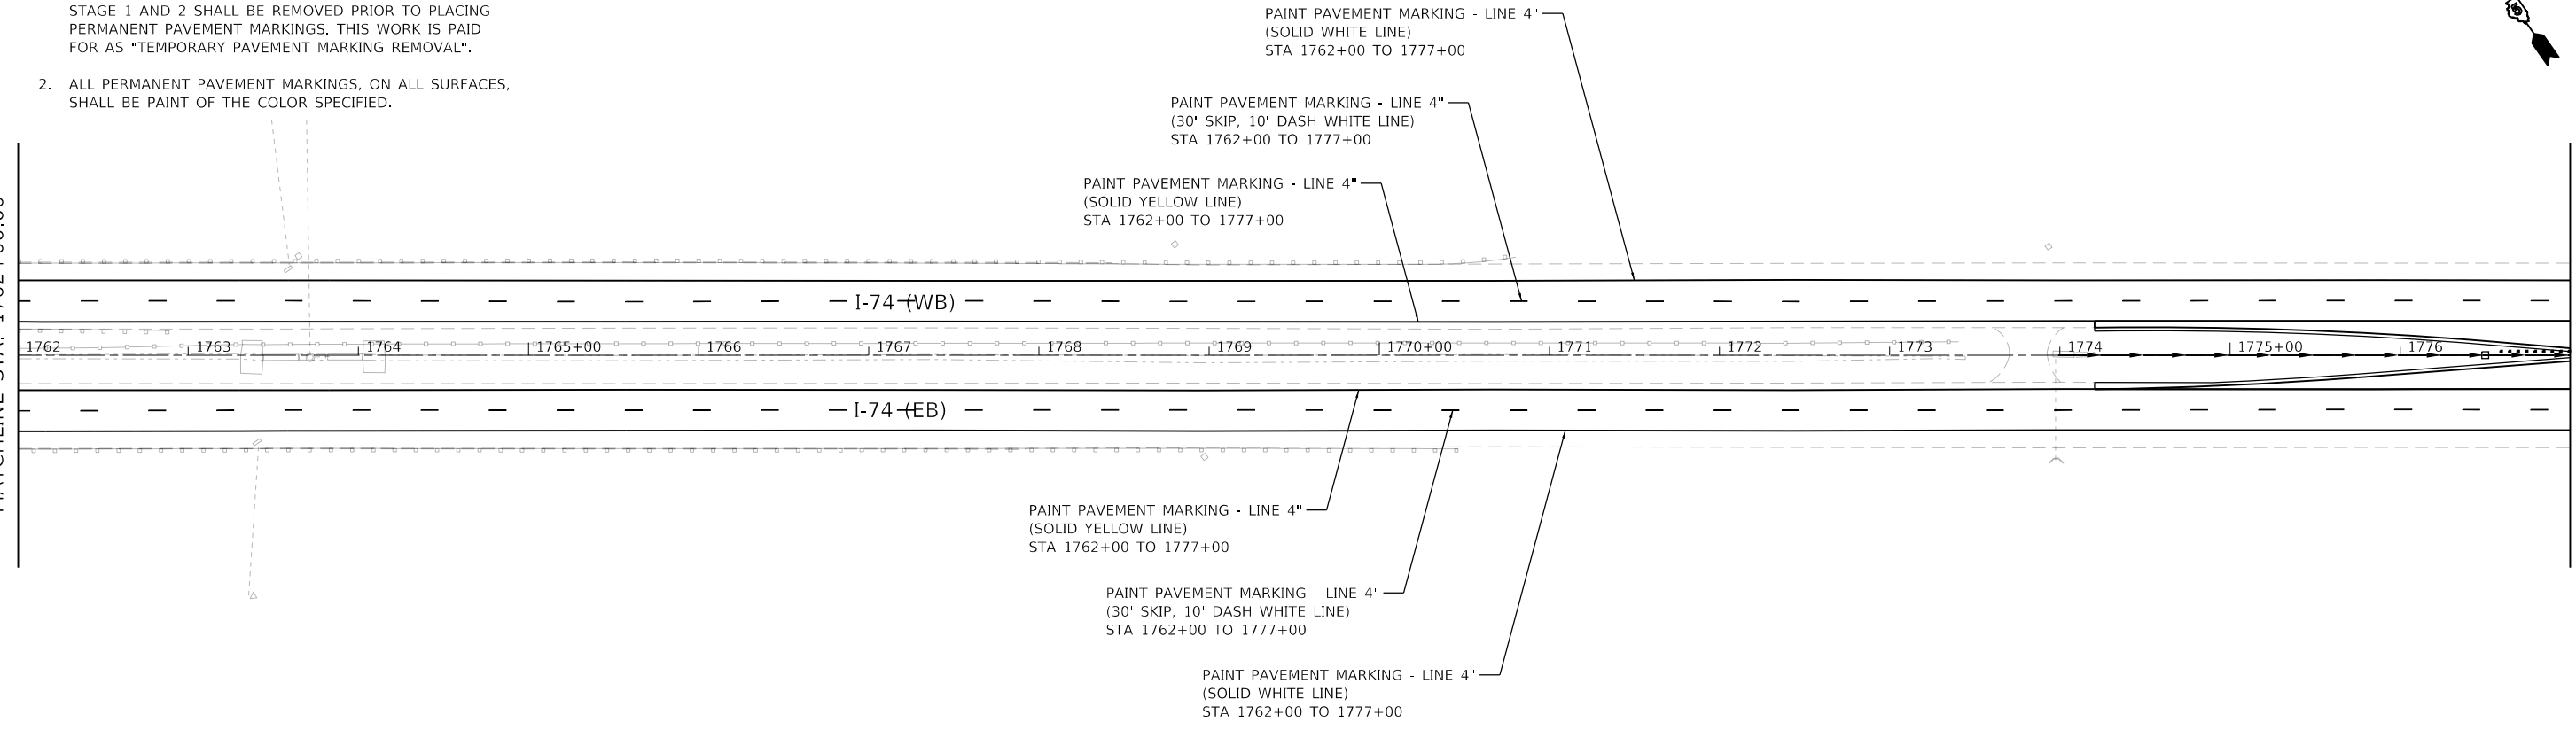 STAGE 1 AND 2 SHALL BE REMOVED PRIOR TO PLACING
PERMANENT PAVEMENT MARKINGS. THIS WORK IS PAID
FOR AS "TEMPORARY PAVEMENT MARKING REMOVAL".
2. ALL PERMANENT PAVEMENT MARKINGS, ON ALL SURFACES,
SHALL BE PAINT OF THE COLOR SPECIFIED.
PAINT PAVEMENT MARKING - LINE 4"
(SOLID WHITE LINE)
STA 1762+00 TO 1777+00
PAINT PAVEMENT MARKING - LINE 4"
(30' SKIP, 10' DASH WHITE LINE)
STA 1762+00 TO 1777+00
PAINT PAVEMENT MARKING - LINE 4"
(SOLID YELLOW LINE)
STA 1762+00 TO 1777+00
I-74 (WB)
1762 1763 1764 1765+00 1766 1767 1768 1769 1770+00 1771 1772 1773 1774 1775+00 1776
I-74 (EB)
PAINT PAVEMENT MARKING - LINE 4"
(SOLID YELLOW LINE)
STA 1762+00 TO 1777+00
PAINT PAVEMENT MARKING - LINE 4"
(30' SKIP, 10' DASH WHITE LINE)
STA 1762+00 TO 1777+00
PAINT PAVEMENT MARKING - LINE 4"
(SOLID WHITE LINE)
STA 1762+00 TO 1777+00